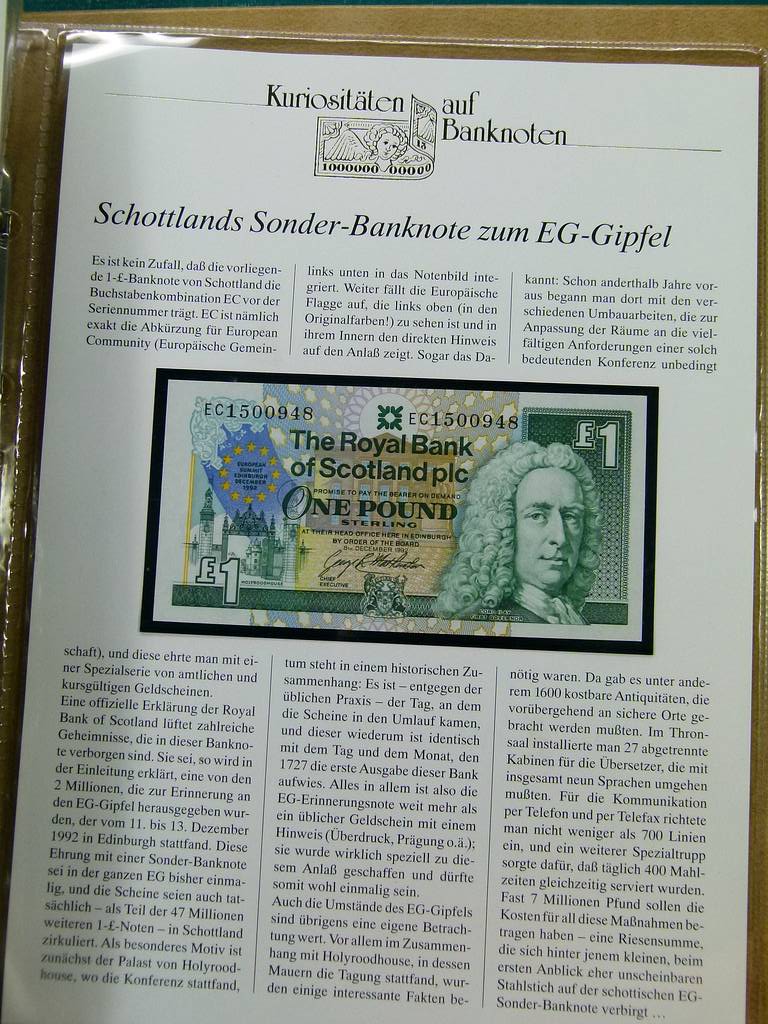 Kuriositäten auf
Banknoten
18
1000000 00000
Schottlands Sonder-Banknote zum EG-Gipfel
Es ist kein Zufall, daß die vorliegen-
de 1-£-Banknote von Schottland die
Buchstabenkombination EC vor der
Seriennummer trägt. EC ist nämlich
exakt die Abkürzung für European
Community (Europäische Gemein-
links unten in das Notenbild inte-
griert. Weiter fällt die Europäische
Flagge auf, die links oben (in den
Originalfarben!) zu sehen ist und in
ihrem Innern den direkten Hinweis
auf den Anlaß zeigt. Sogar das Da-
kannt: Schon anderthalb Jahre vor-
aus begann man dort mit den ver-
schiedenen Umbauarbeiten, die zur
Anpassung der Räume an die viel-
fältigen Anforderungen einer solch
bedeutenden Konferenz unbedingt
EC1500948
EC1500948
£1
The Royal Bank
of Scotland plc
EUROPEAN
SUMMIT
EDINBURGH
DECEMBER
1992
PROMISE TO PAY THE BEARER ON DEMAND
ONE POUND
STERLING
AT THEIR HEAD OFFICE HERE IN EDINBURGH
BY ORDER OF THE BOARD
8th DECEMBER 1992
CHIEF
EXECUTIVE
£1
HOLYROODHOUSE
LORD ILAY
FIRST GOVERNOR
schaft), und diese ehrte man mit ei-
ner Spezialserie von amtlichen und
kursgültigen Geldscheinen.
Eine offizielle Erklärung der Royal
Bank of Scotland lüftet zahlreiche
Geheimnisse, die in dieser Bankno-
te verborgen sind. Sie sei, so wird in
der Einleitung erklärt, eine von den
2 Millionen, die zur Erinnerung an
den EG-Gipfel herausgegeben wur-
den, der vom 11. bis 13. Dezember
1992 in Edinburgh stattfand. Diese
Ehrung mit einer Sonder-Banknote
sei in der ganzen EG bisher einma-
lig, und die Scheine seien auch tat-
sächlich – als Teil der 47 Millionen
weiteren 1-£-Noten – in Schottland
zirkuliert. Als besonderes Motiv ist
zunächst der Palast von Holyrood-
house, wo die Konferenz stattfand,
tum steht in einem historischen Zu-
sammenhang: Es ist – entgegen der
üblichen Praxis – der Tag, an dem
die Scheine in den Umlauf kamen,
und dieser wiederum ist identisch
mit dem Tag und dem Monat, den
1727 die erste Ausgabe dieser Bank
aufwies. Alles in allem ist also die
EG-Erinnerungsnote weit mehr als
ein üblicher Geldschein mit einem
Hinweis (Überdruck, Prägung o.ä.);
sie wurde wirklich speziell zu die-
sem Anlaß geschaffen und dürfte
somit wohl einmalig sein.
Auch die Umstände des EG-Gipfels
sind übrigens eine eigene Betrach-
tung wert. Vor allem im Zusammen-
hang mit Holyroodhouse, in dessen
Mauern die Tagung stattfand, wur-
den einige interessante Fakten be-
nötig waren. Da gab es unter ande-
rem 1600 kostbare Antiquitäten, die
vorübergehend an sichere Orte ge-
bracht werden mußten. Im Thron-
saal installierte man 27 abgetrennte
Kabinen für die Übersetzer, die mit
insgesamt neun Sprachen umgehen
mußten. Für die Kommunikation
per Telefon und per Telefax richtete
man nicht weniger als 700 Linien
ein, und ein weiterer Spezialtrupp
sorgte dafür, daß täglich 400 Mahl-
zeiten gleichzeitig serviert wurden.
Fast 7 Millionen Pfund sollen die
Kosten für all diese Maßnahmen be-
tragen haben – eine Riesensumme,
die sich hinter jenem kleinen, beim
ersten Anblick eher unscheinbaren
Stahlstich auf der schottischen EG-
Sonder-Banknote verbirgt ...